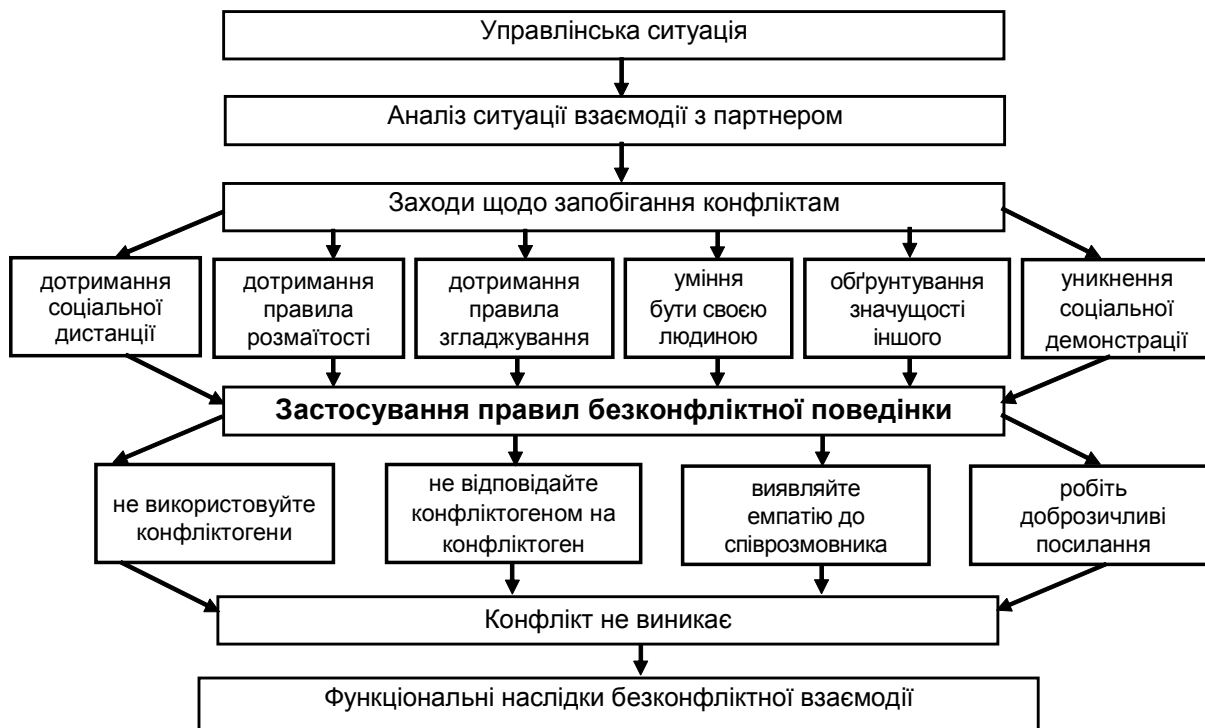 Управлінська ситуація
Аналіз ситуації взаємодії з партнером
Заходи щодо запобігання конфліктам
дотримання
соціальної
дистанції
дотримання
правила
розмаїтості
дотримання
правила
згладжування
уміння
бути своєю
людиною
обґрунтування
значущості
іншого
уникнення
соціальної
демонстрації
Застосування правил безконфліктної поведінки
не використовуйте
конфліктогени
не відповідайте
конфліктогеном на
конфліктоген
виявляйте
емпатію до
співрозмовника
робіть
доброзичливі
посилання
Конфлікт не виникає
Функціональні наслідки безконфліктної взаємодії